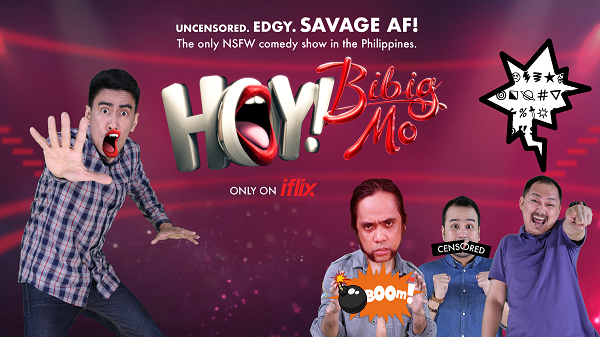 UNCENSORED. EDGY. SAVAGE AF!
The only NSFW comedy show in the Philippines.
HOY! Bibig
Mo
ONLY ON iflix
CENSORED
BOOm!